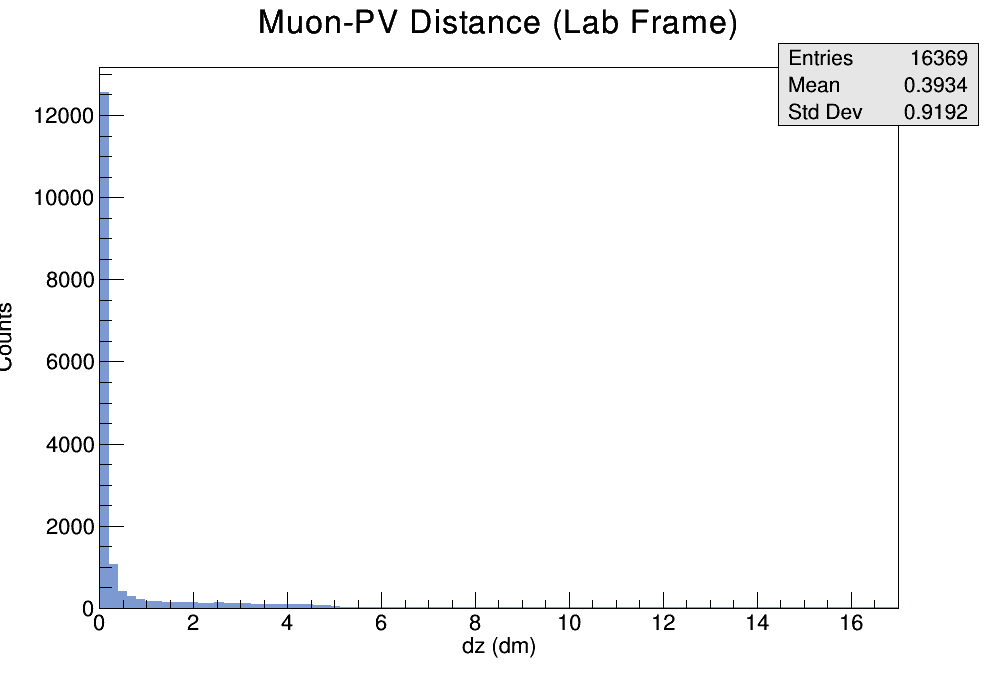 Muon-PV Distance (Lab Frame)
Entries 16369
Mean 0.3934
Std Dev 0.9192
12000
10000
8000
6000
4000
2000
0
Counts
0 2 4 6 8 10 12 14 16
dz (dm)